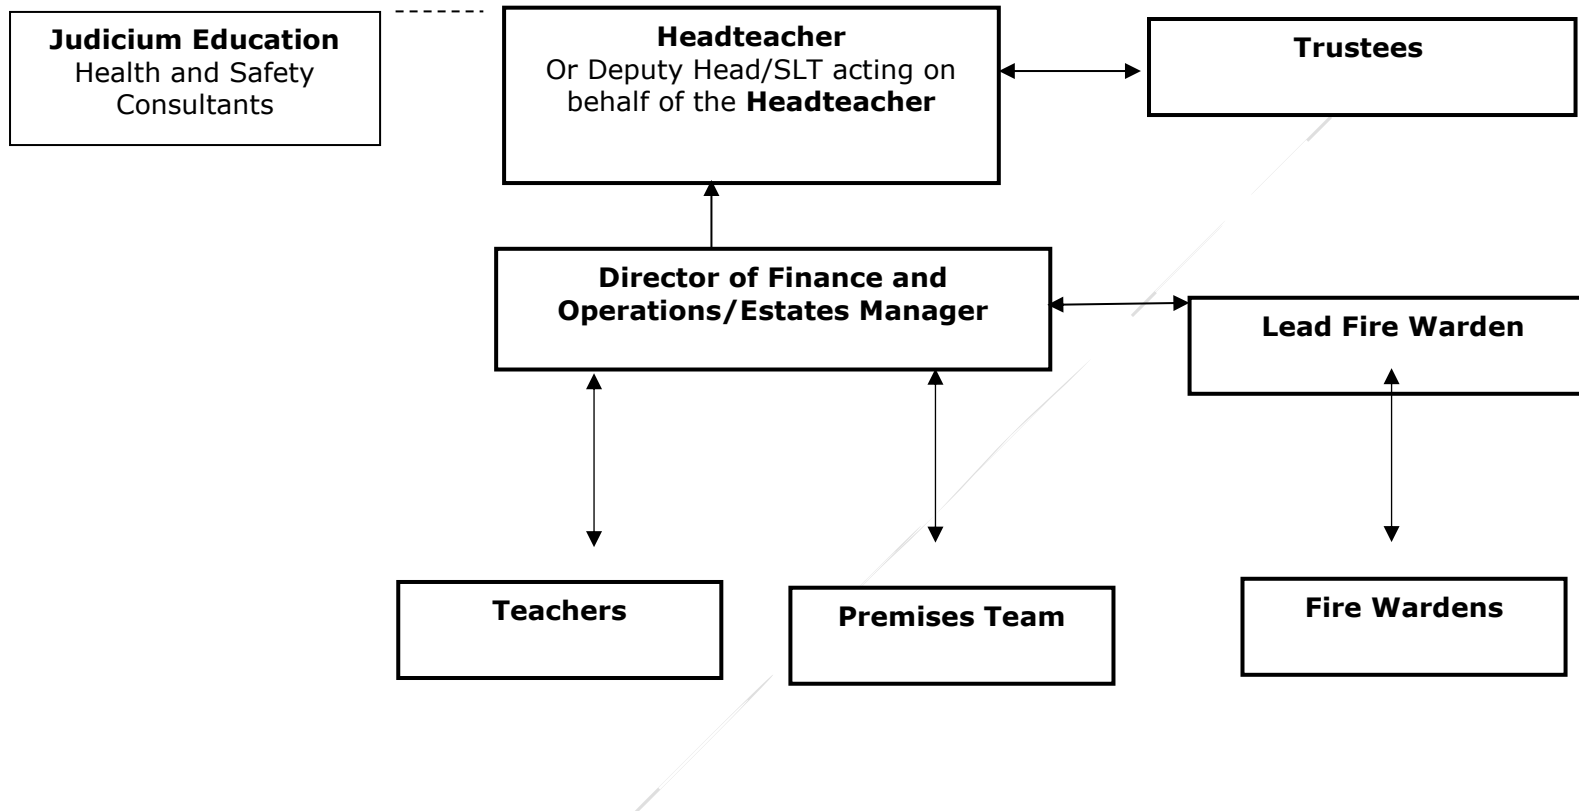 Judicium Education
Health and Safety
Consultants
Headteacher
Or Deputy Head/SLT acting on
behalf of the Headteacher
Trustees
Director of Finance and
Operations/Estates Manager
Lead Fire Warden
Teachers
Premises Team
Fire Wardens